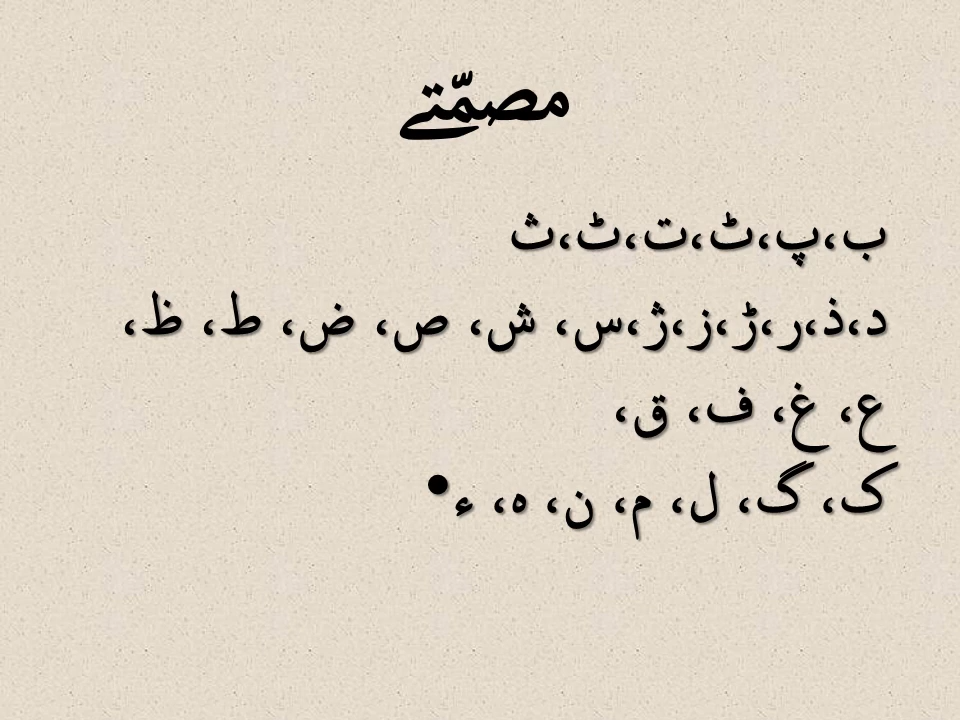 مصمّتے
ب،پ،ٹ،ت،ٹ،ث
د،ذ،ر،ڑ،ز،ژ،س، ش، ص، ض، ط، ظ،
ع، غ، ف، ق،
ک، گ، ل، م، ن، ہ، ء•